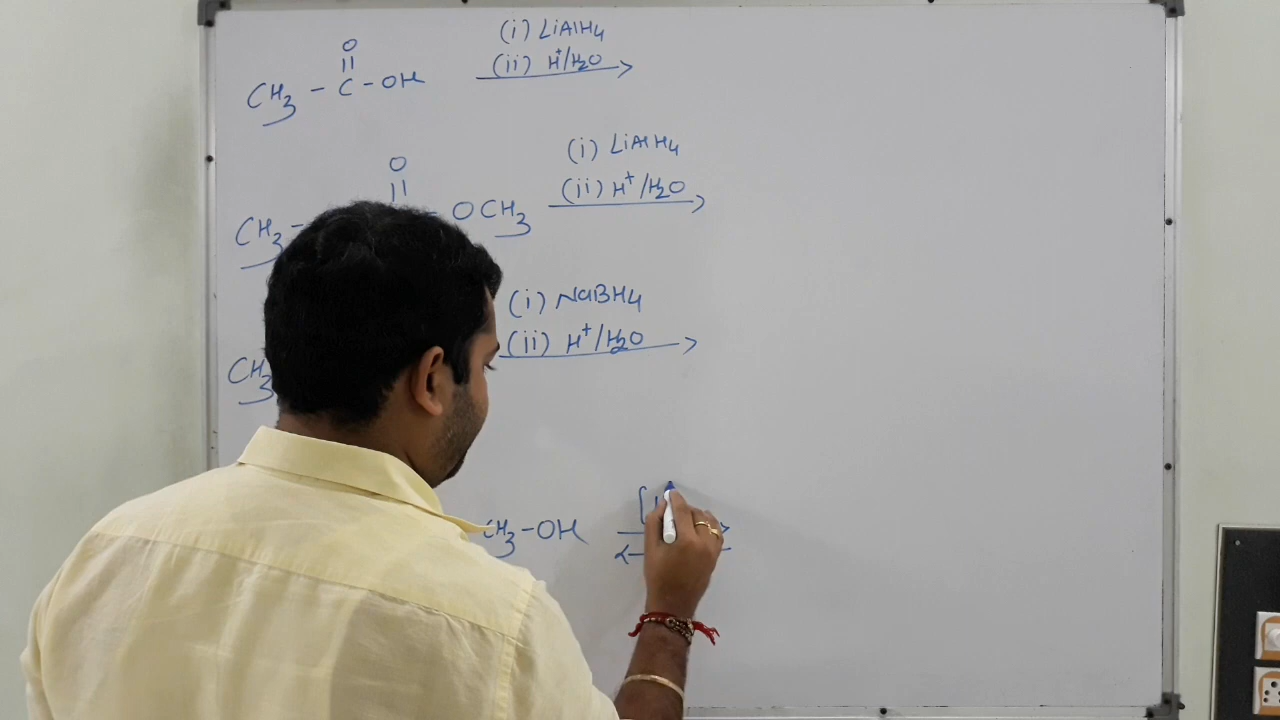 O
||
CH3 - C - OH (i) LiAlH4
(ii) H+/H2O
O
||
CH3 - OCH3 (i) LiAlH4
(ii) H+/H2O
CH3 (i) NaBH4
(ii) H+/H2O
CH3-OH